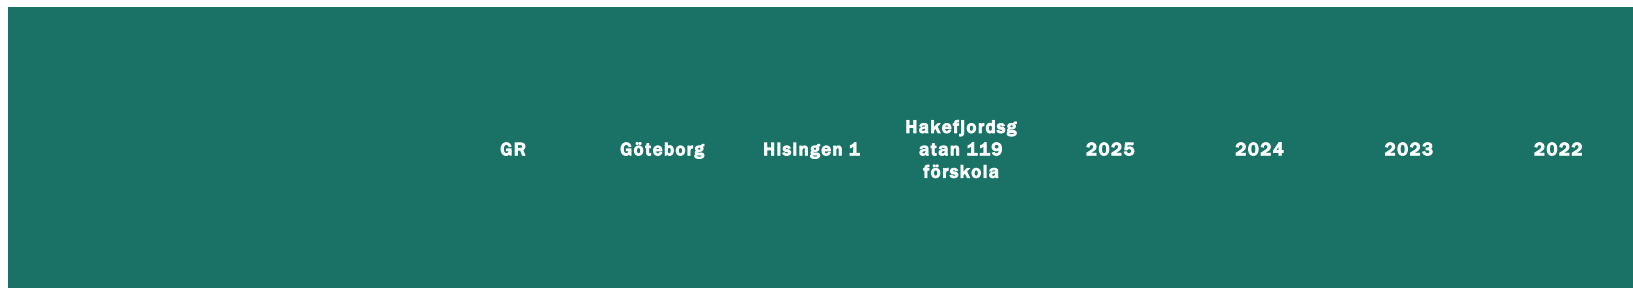 GR
Göteborg
Hisingen 1
Hakefjordsg
atan 119
förskola
2025
2024
2023
2022